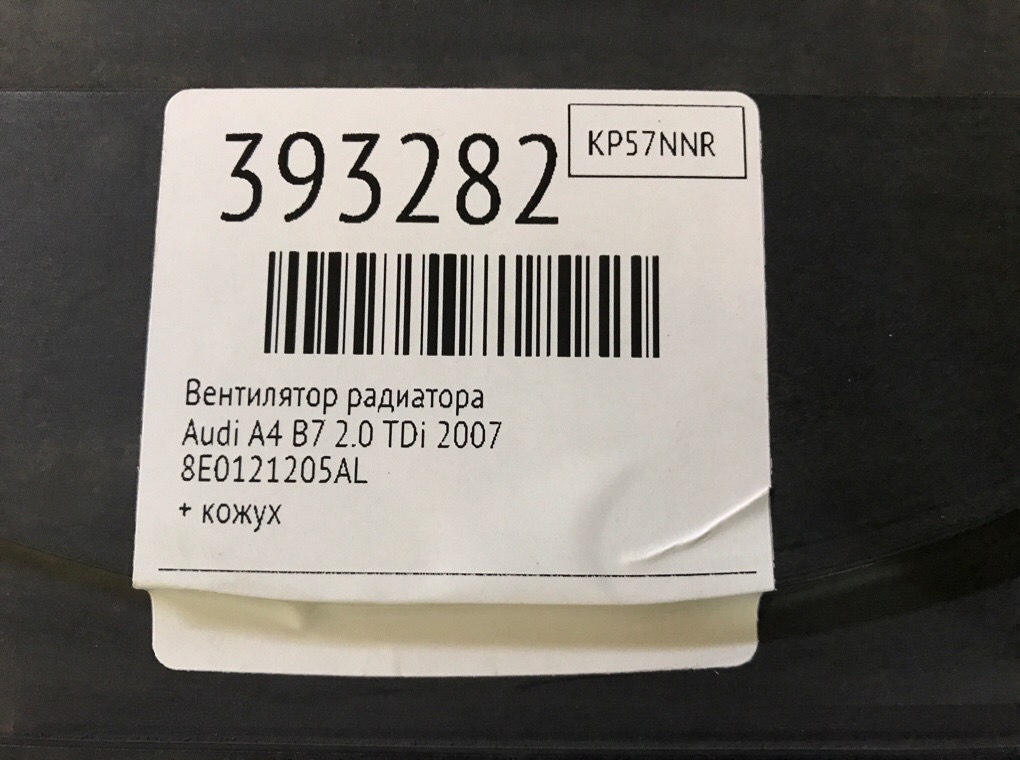 393282
KP57NNR
Вентилятор радиатора
Audi A4 B7 2.0 TDi 2007
8E0121205AL
+ кожух